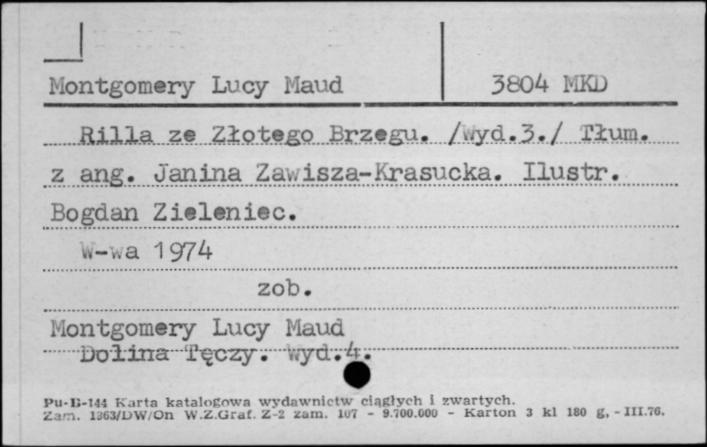 Montgomery Lucy Maud 3804 MKD
Rilla ze Złotego Brzegu. /Wyd.3./ Tłum.
z ang. Janina Zawisza-Krasucka. Ilustr.
Bogdan Zieleniec.
W-wa 1974
zob.
Montgomery Lucy Maud
Dolina Tęczy. Wyd.4.
Pu-B-144 Karta katalogowa wydawnictw ciągłych i zwartych.
Zam. 1363/DW/On W.Z.Graf. Z-2 zam. 107 - 9.700.000 - Karton 3 kl 180 g, - III.76.